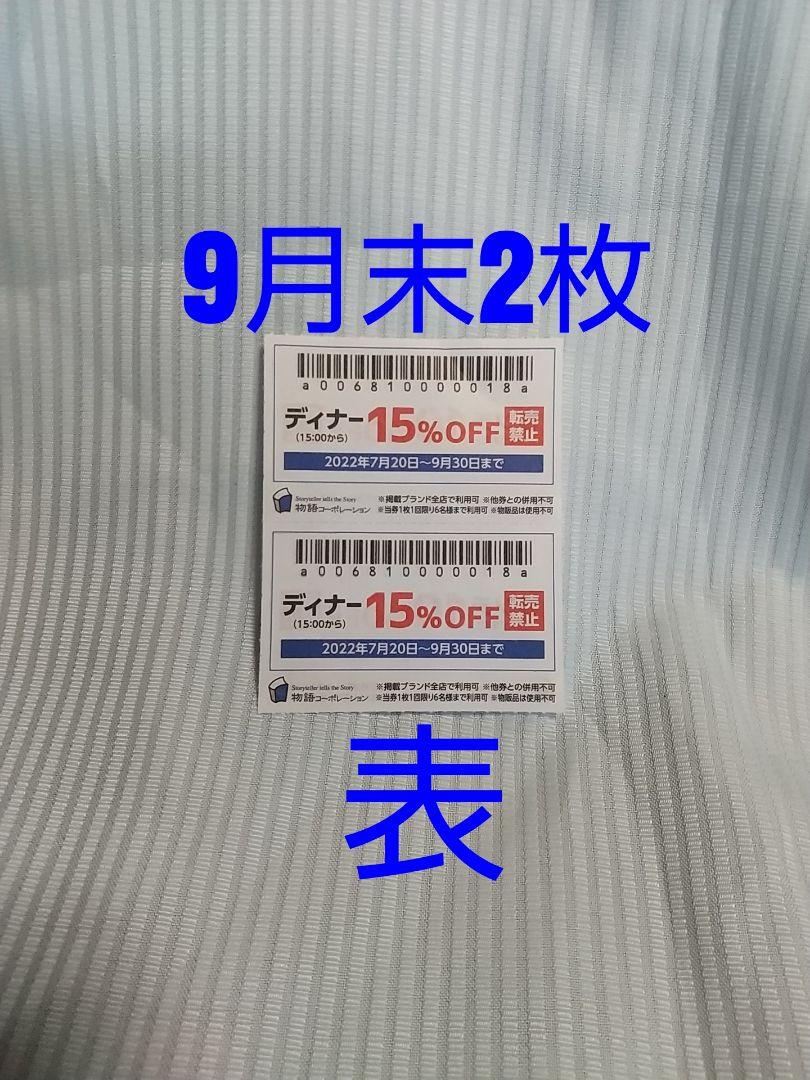 9月末2枚
a006810000018a
ディナー15%OFF 転売禁止
(15:00から)
2022年7月20日～9月30日まで
Storyteller tells the Story
物語コーポレーション
※掲載ブランド全店で利用可 ※他券との併用不可
※当券1枚1回限り6名様まで利用可 ※物販品は使用不可
a006810000018a
ディナー15%OFF 転売禁止
(15:00から)
2022年7月20日～9月30日まで
Storyteller tells the Story
物語コーポレーション
※掲載ブランド全店で利用可 ※他券との併用不可
※当券1枚1回限り6名様まで利用可 ※物販品は使用不可
表